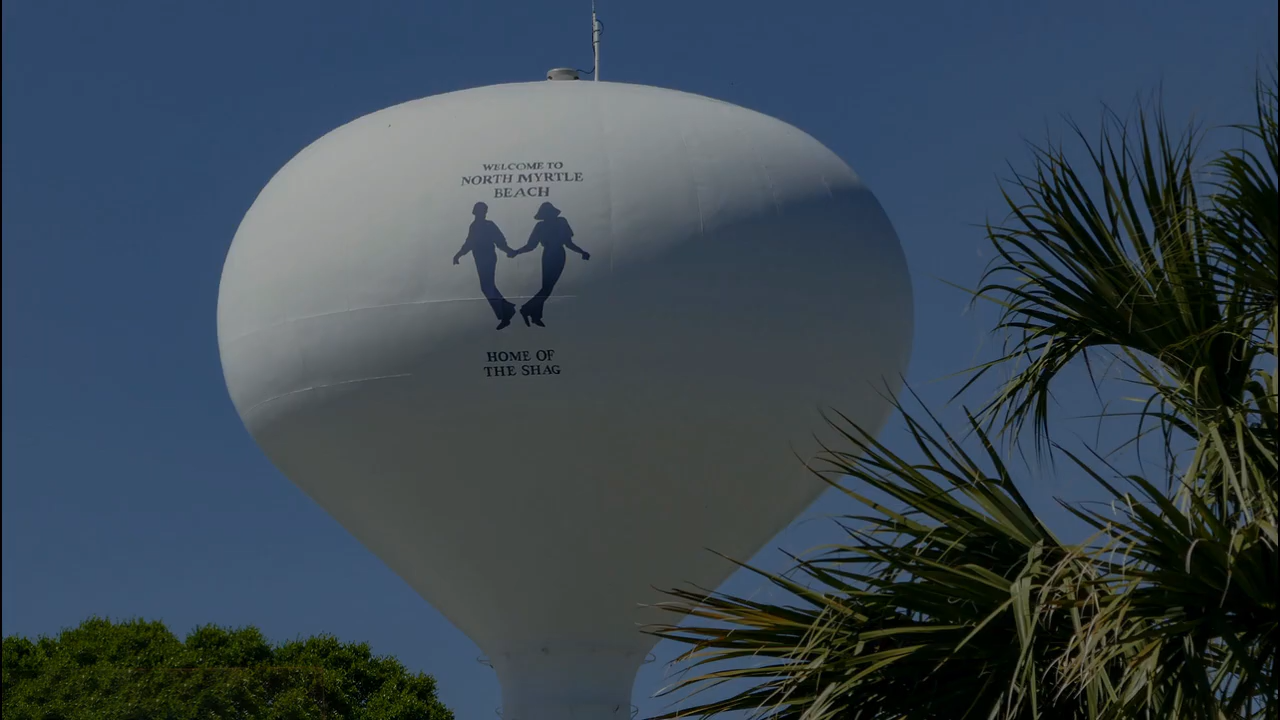 WELCOME TO
NORTH MYRTLE
BEACH
HOME OF
THE SHAG